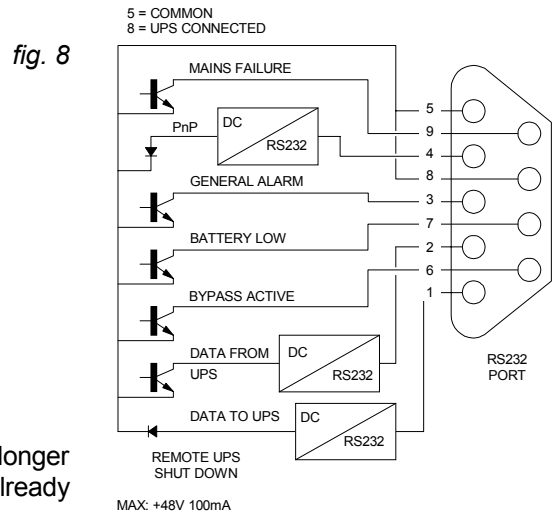 5 = COMMON
8 = UPS CONNECTED
fig. 8
MAINS FAILURE
5
9
PnP
DC
RS232
4
8
GENERAL ALARM
3
7
BATTERY LOW
2
6
BYPASS ACTIVE
1
DATA FROM
UPS
DC
RS232
RS232
PORT
DATA TO UPS
DC
RS232
REMOTE UPS
SHUT DOWN
longer
lready
MAX: +48V 100mA